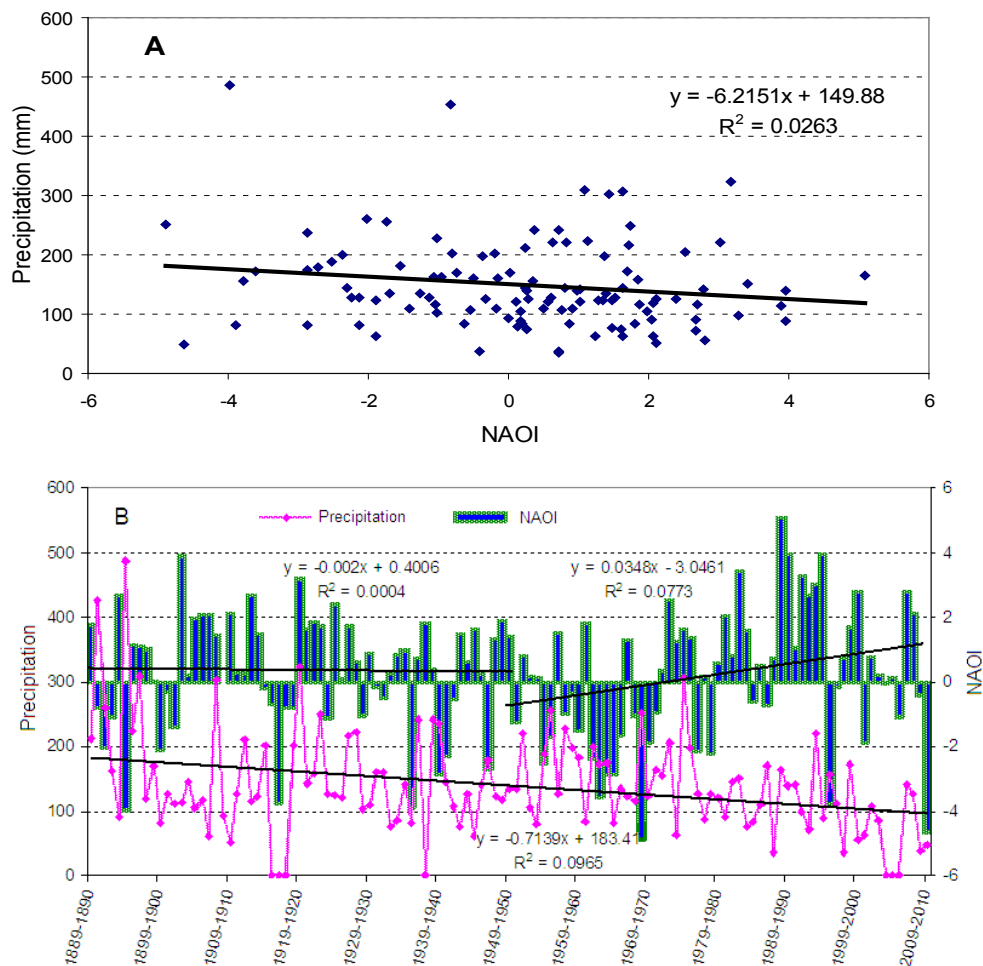 600
500
400
300
200
100
0
Precipitation (mm)
A
y = -6.2151x + 149.88
R² = 0.0263
-6 -4 -2 0 2 4 6
NAOI
600
500
400
300
200
100
0
Precipitation
B
Precipitation NAOI
y = -0.002x + 0.4006
R² = 0.0004
y = 0.0348x - 3.0461
R² = 0.0773
y = -0.7139x + 183.41
R² = 0.0965
6
4
2
0
-2
-4
-6
NAOI
1889-1890
1899-1900
1909-1910
1919-1920
1929-1930
1939-1940
1949-1950
1959-1960
1969-1970
1979-1980
1989-1990
1999-2000
2009-2010